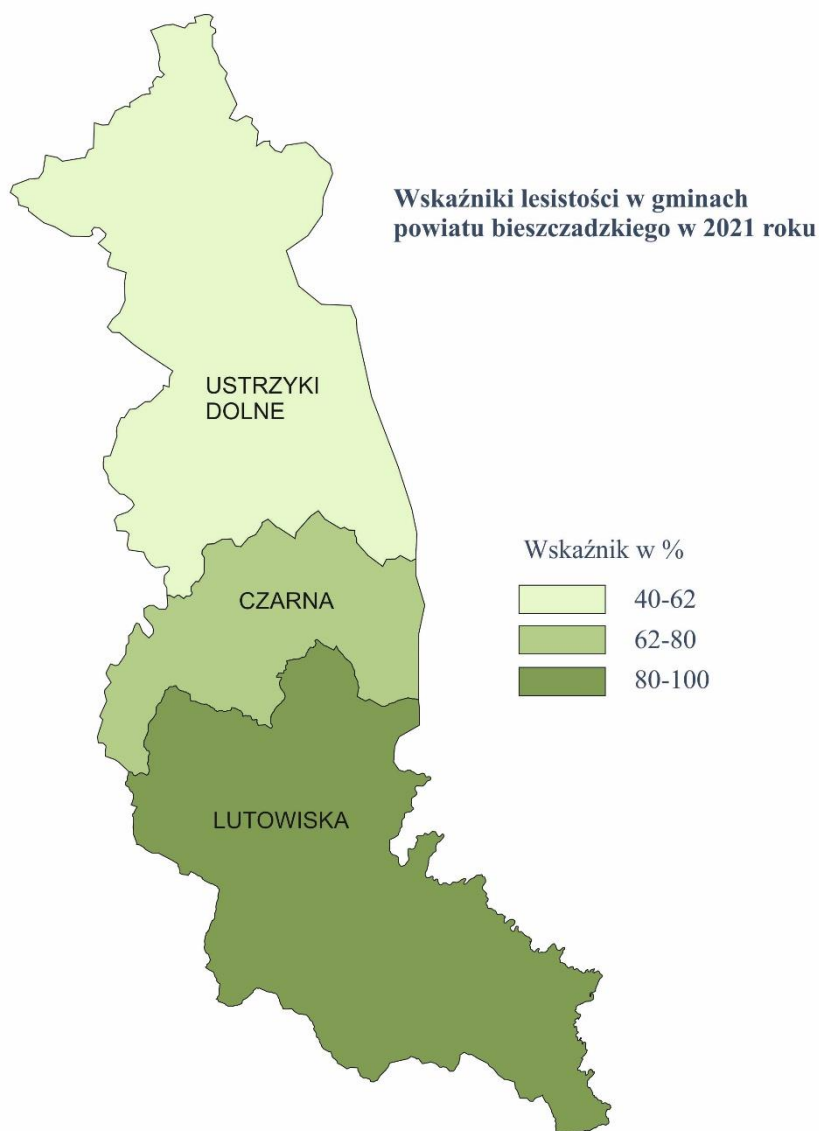 Wskaźniki lesistości w gminach
powiatu bieszczadzkiego w 2021 roku
USTRZYKI
DOLNE
CZARNA
LUTOWISKA
Wskaźnik w %
40-62
62-80
80-100